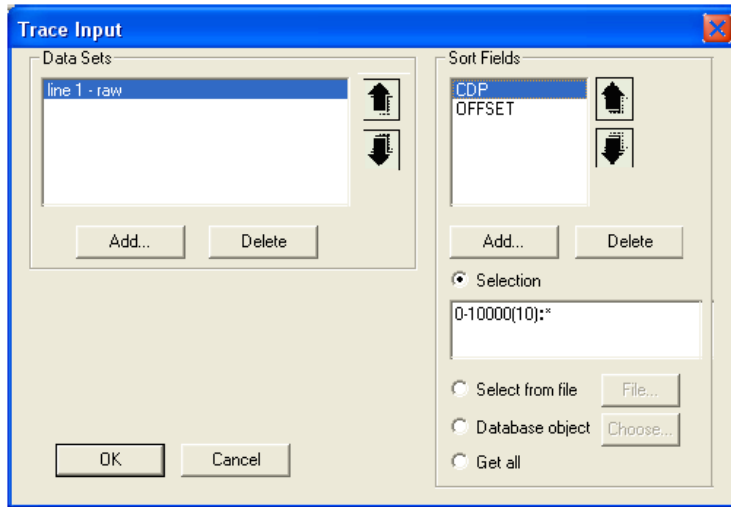 Trace Input
Data Sets
line 1 - raw
Add...
Delete
OK
Cancel
Sort Fields
CDP
OFFSET
Add...
Delete
Selection
0-10000(10):*
Select from file
File...
Database object
Choose...
Get all